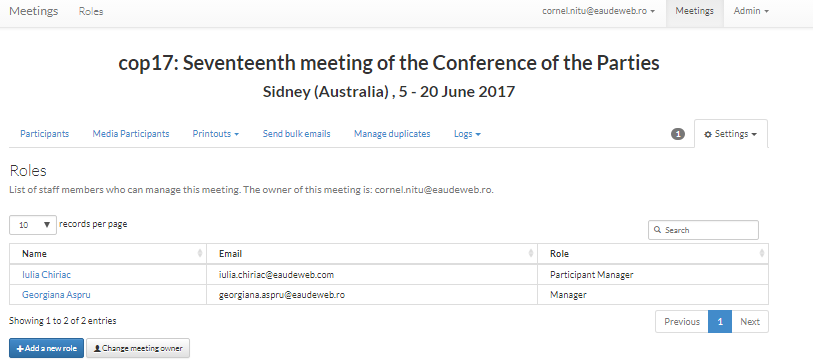 Meetings Roles cornel.nitu@eaudeweb.ro Meetings Admin
cop17: Seventeenth meeting of the Conference of the Parties
Sidney (Australia) , 5 - 20 June 2017
Participants Media Participants Printouts Send bulk emails Manage duplicates Logs 1 Settings
Roles
List of staff members who can manage this meeting. The owner of this meeting is: cornel.nitu@eaudeweb.ro.
10 records per page Search
Name Email Role
Iulia Chiriac iulia.chiriac@eaudeweb.com Participant Manager
Georgiana Aspru georgiana.aspru@eaudeweb.ro Manager
Showing 1 to 2 of 2 entries Previous 1 Next
+Add a new role Change meeting owner